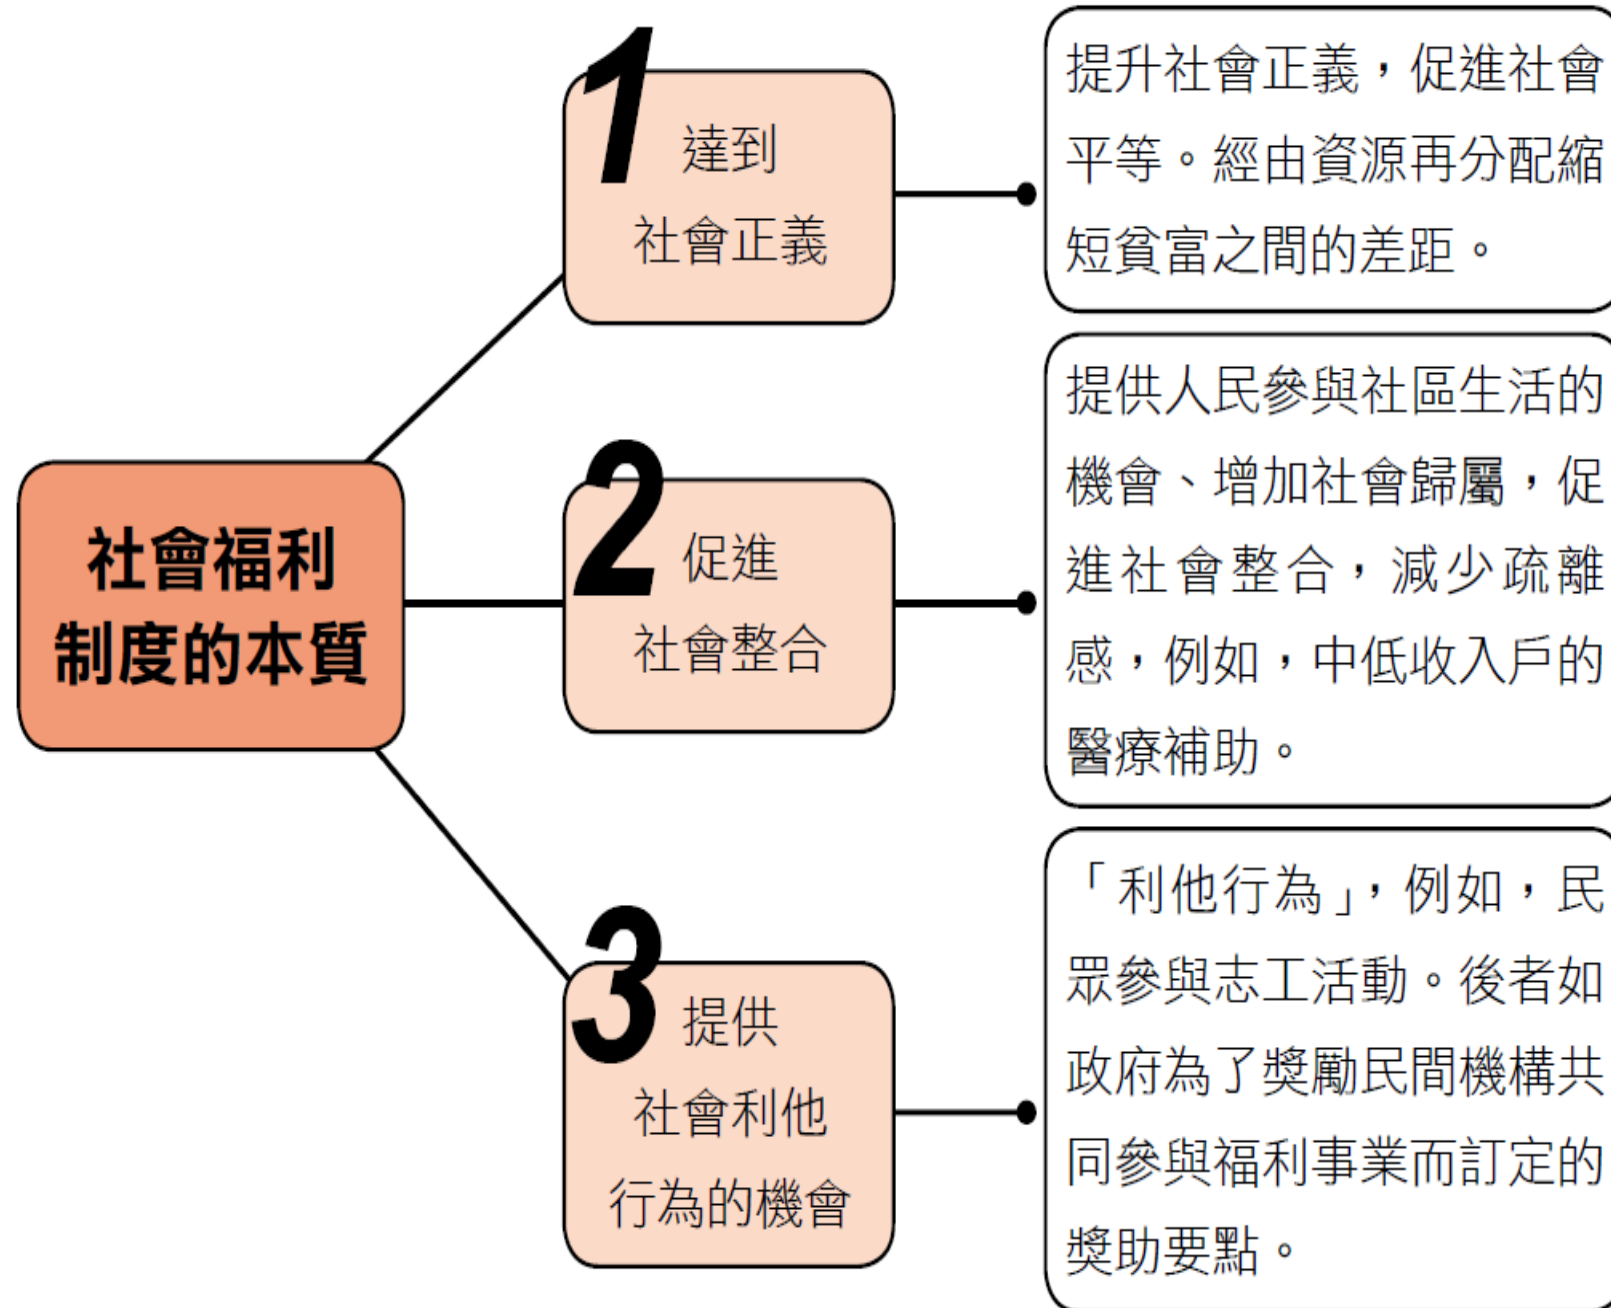 社會福利
制度的本質
1
達到
社會正義
提升社會正義，促進社會
平等。經由資源再分配縮
短貧富之間的差距。
2
促進
社會整合
提供人民參與社區生活的
機會、增加社會歸屬，促
進社會整合，減少疏離
感，例如，中低收入戶的
醫療補助。
3
提供
社會利他
行為的機會
「利他行為」，例如，民
眾參與志工活動。後者如
政府為了獎勵民間機構共
同參與福利事業而訂定的
獎助要點。